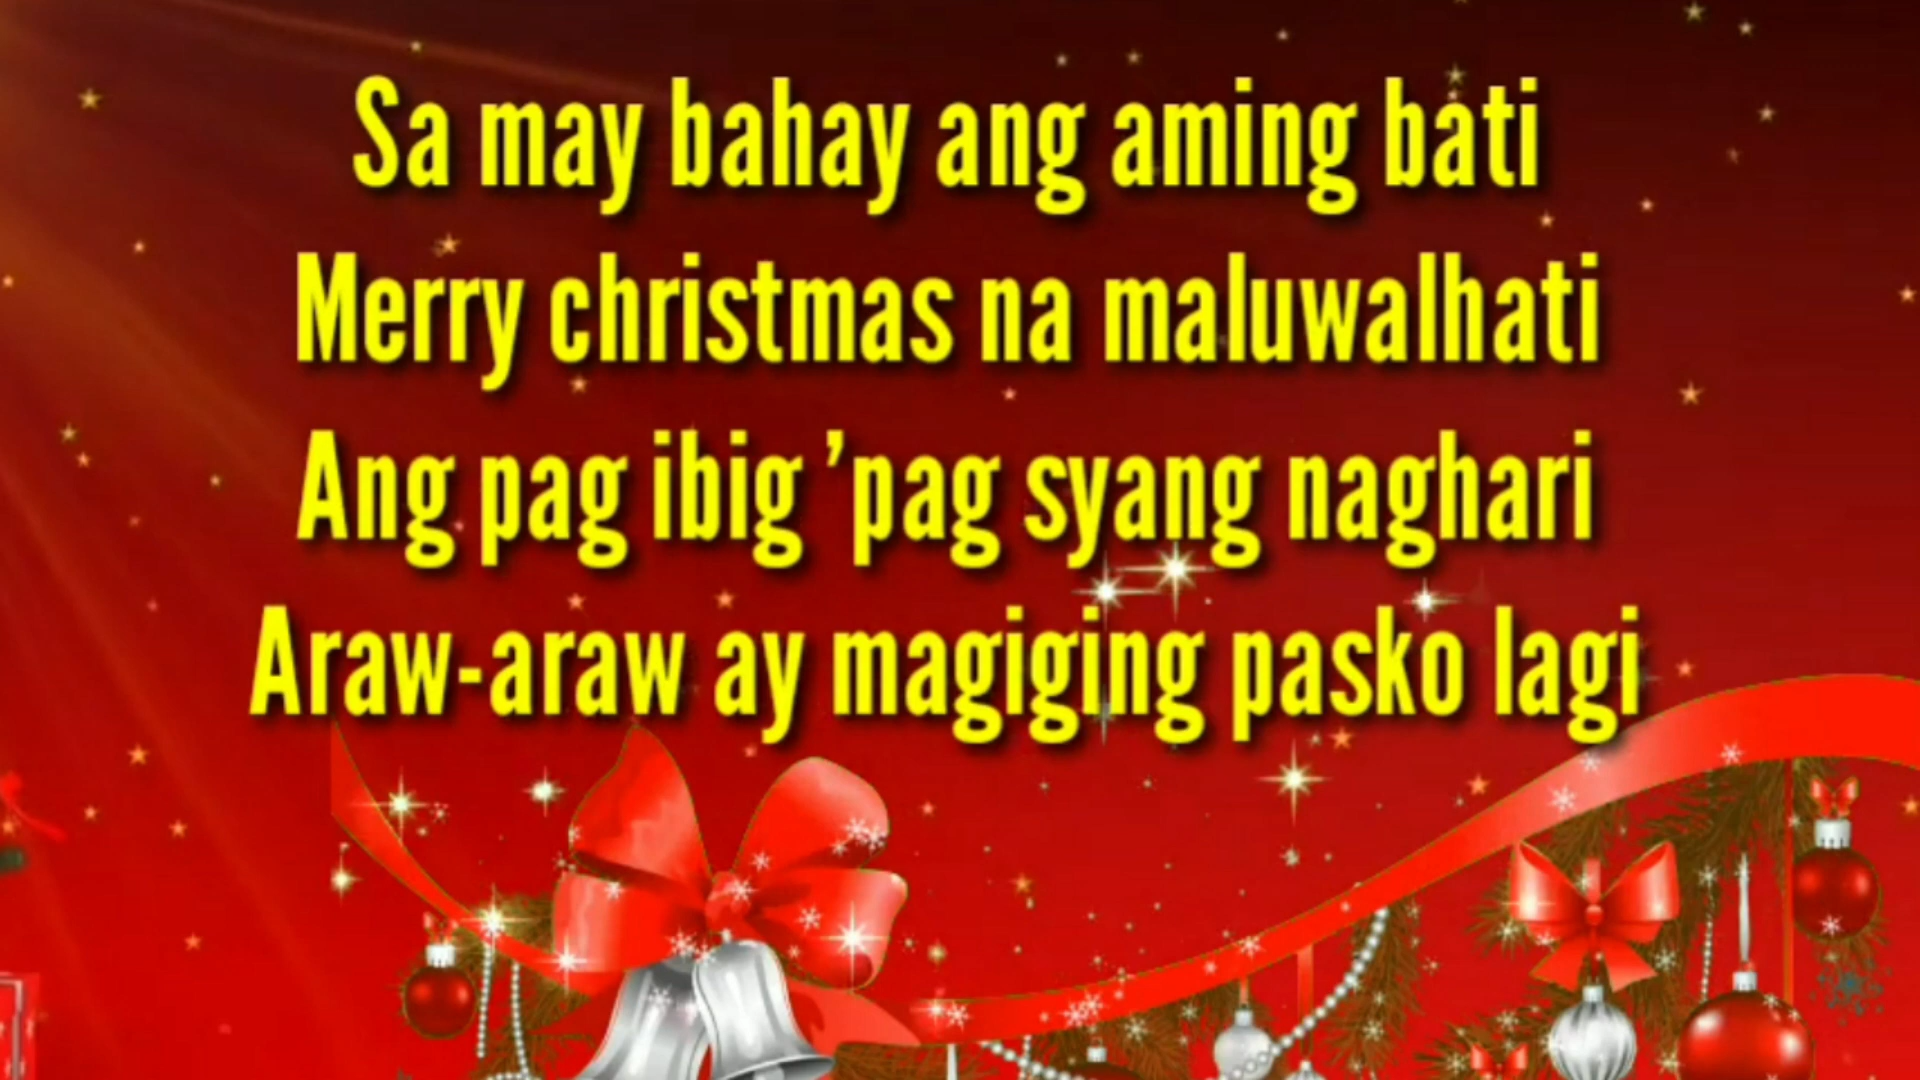 Sa may bahay ang aming bati
Merry christmas na maluwalhati
Ang pag ibig 'pag syang naghari
Araw-araw ay magiging pasko lagi